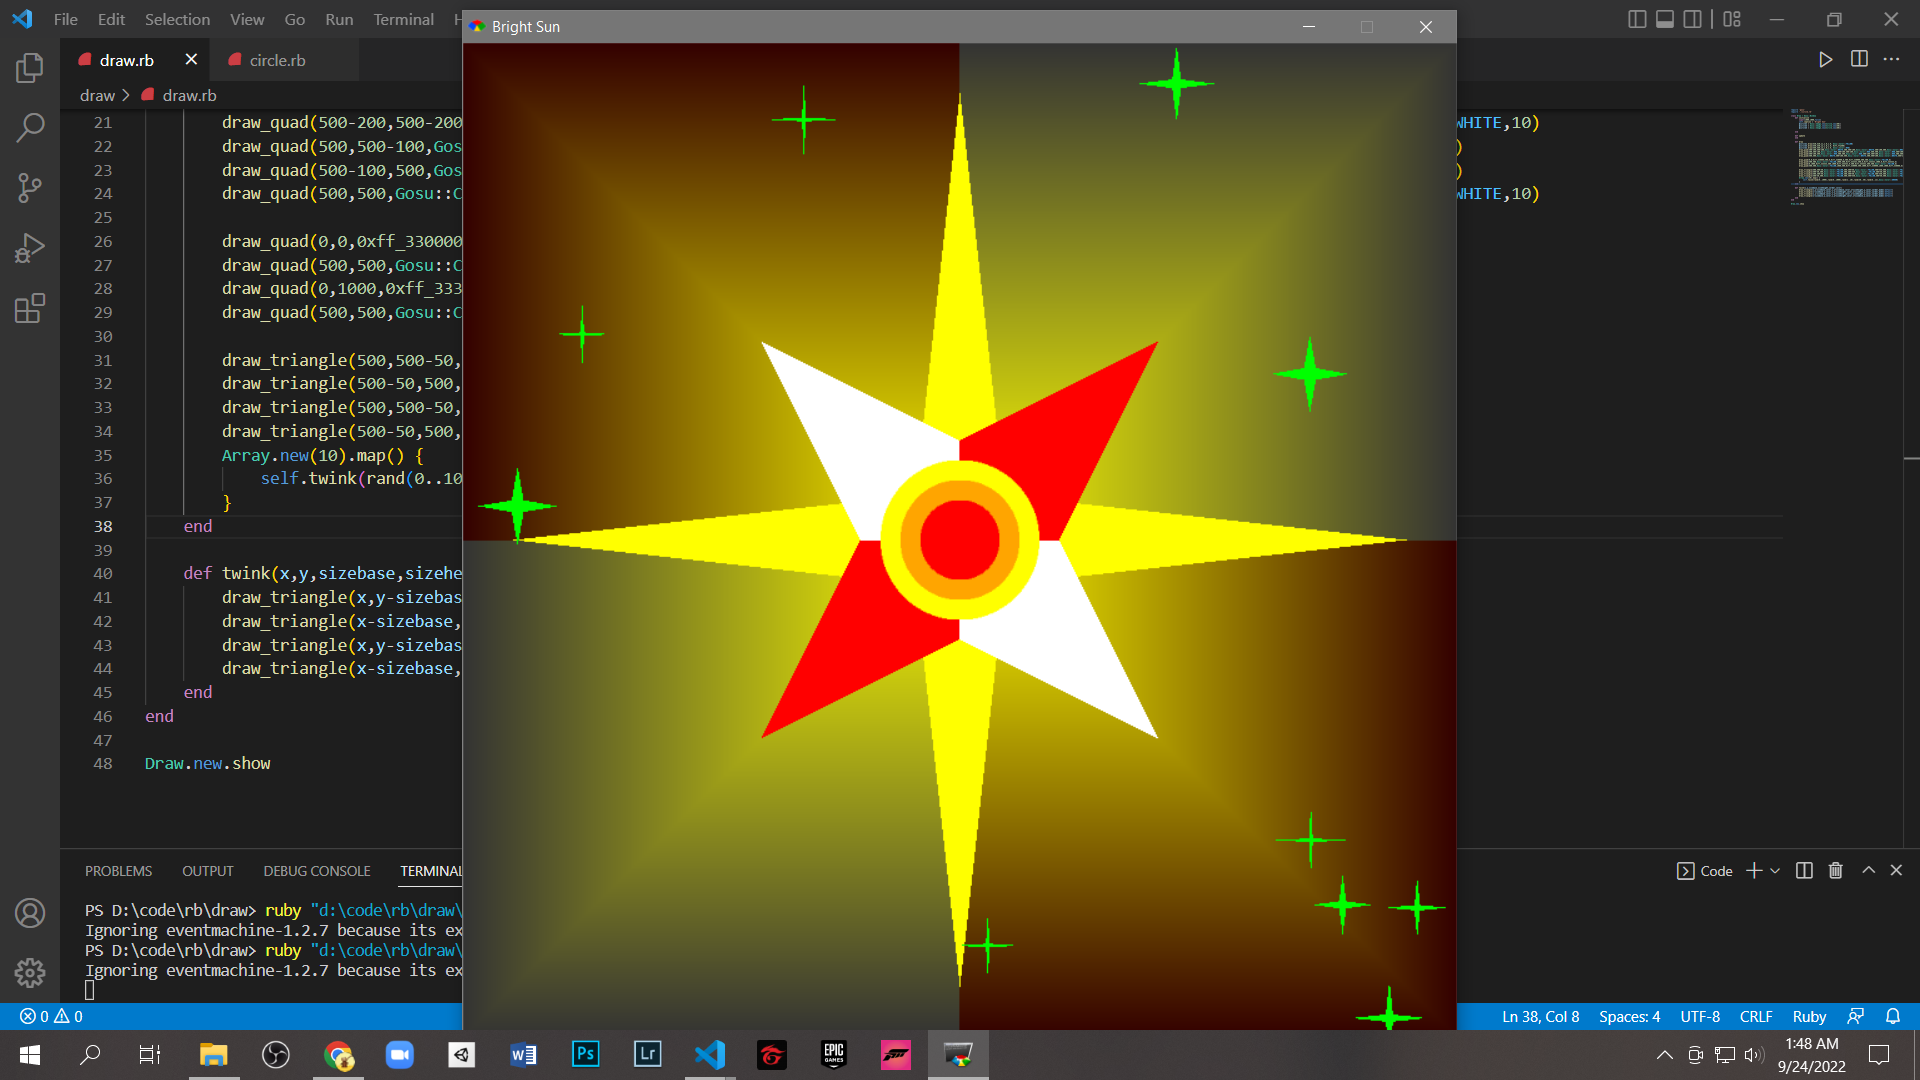 File Edit Selection View Go Run Terminal H
Bright Sun
draw.rb
circle.rb
draw > draw.rb
21 draw_quad(500-200,500-200 WHITE,10)
22 draw_quad(500,500-100,Gos )
23 draw_quad(500-100,500,Gos )
24 draw_quad(500,500,Gosu::C WHITE,10)
25
26 draw_quad(0,0,0xff_330000
27 draw_quad(500,500,Gosu::C
28 draw_quad(0,1000,0xff_333
29 draw_quad(500,500,Gosu::C
30
31 draw_triangle(500,500-50,
32 draw_triangle(500-50,500,
33 draw_triangle(500,500-50,
34 draw_triangle(500-50,500,
35 Array.new(10).map() {
36 self.twink(rand(0..10
37 }
38 end
39
40 def twink(x,y,sizebase,sizehe
41 draw_triangle(x,y-sizebas
42 draw_triangle(x-sizebase,
43 draw_triangle(x,y-sizebas
44 draw_triangle(x-sizebase,
45 end
46 end
47
48 Draw.new.show
PROBLEMS OUTPUT DEBUG CONSOLE TERMINAL Code
PS D:\code\rb\draw> ruby "d:\code\rb\draw\
Ignoring eventmachine-1.2.7 because its ex
PS D:\code\rb\draw> ruby "d:\code\rb\draw\
Ignoring eventmachine-1.2.7 because its ex
0 0 Ln 38, Col 8 Spaces: 4 UTF-8 CRLF Ruby
W Ps Lr EPIC GAMES
1:48 AM
9/24/2022